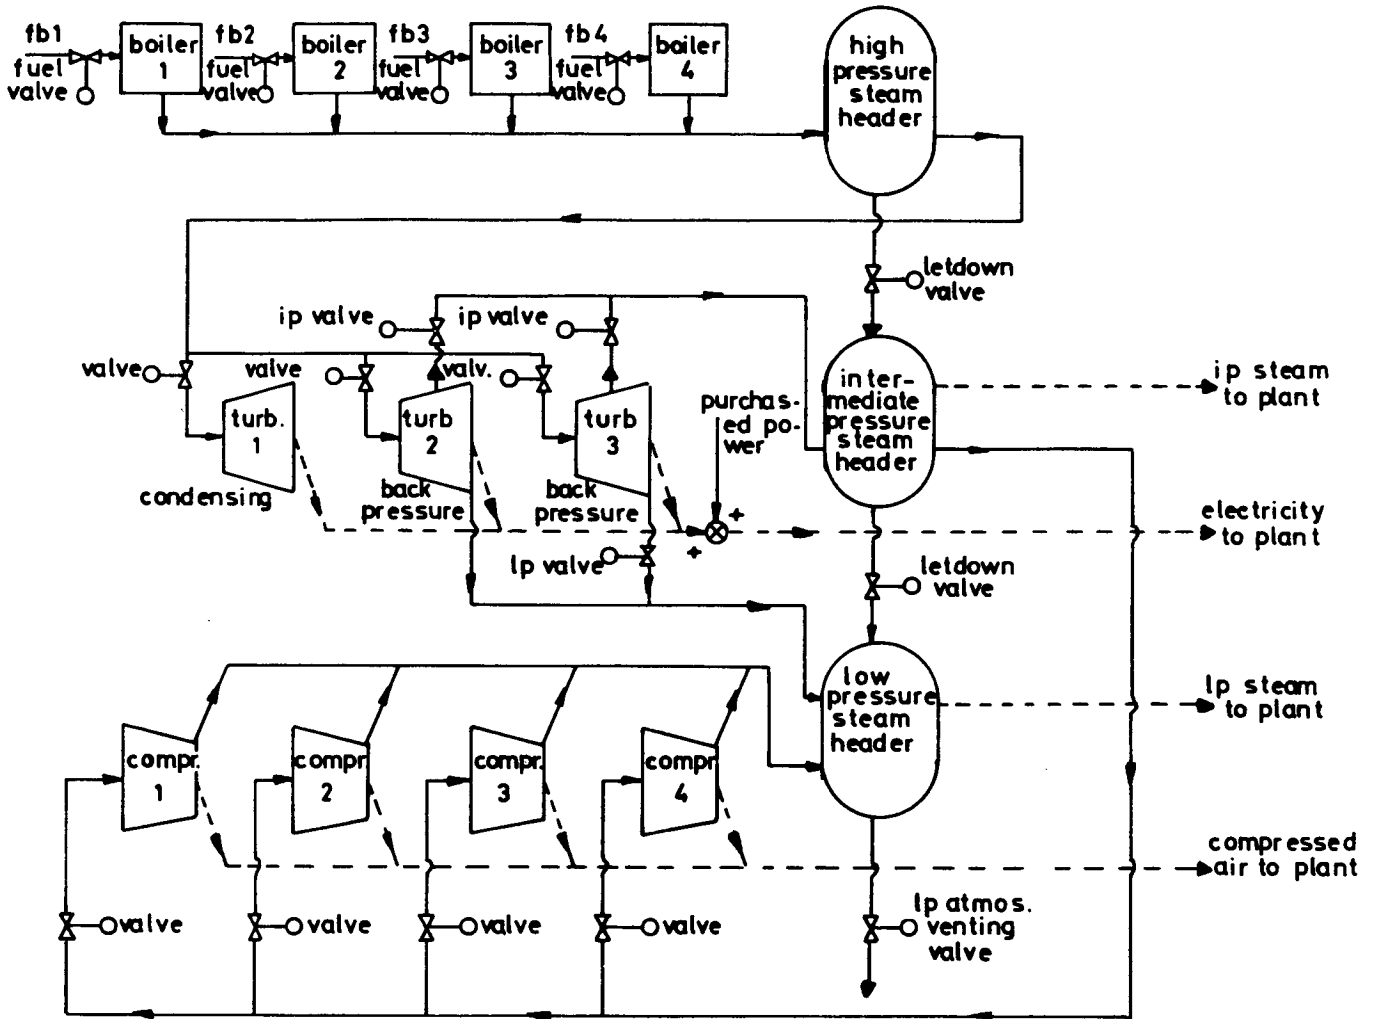 fb1
fuel
valve
boiler
1
fb2
fuel
valve
boiler
2
fb3
fuel
valve
boiler
3
fb4
fuel
valve
boiler
4
high
pressure
steam
header
letdown
valve
ip valve
ip valve
valve
valve
valv.
turb.
1
condensing
turb
2
back
pressure
turb
3
back
pressure
purchas-
ed po-
wer
+
+
lp valve
inter-
mediate
pressure
steam
header
ip steam
to plant
electricity
to plant
letdown
valve
low
pressure
steam
header
lp steam
to plant
compr.
1
compr
2
compr.
3
compr
4
compressed
air to plant
valve
valve
valve
valve
lp atmos.
venting
valve